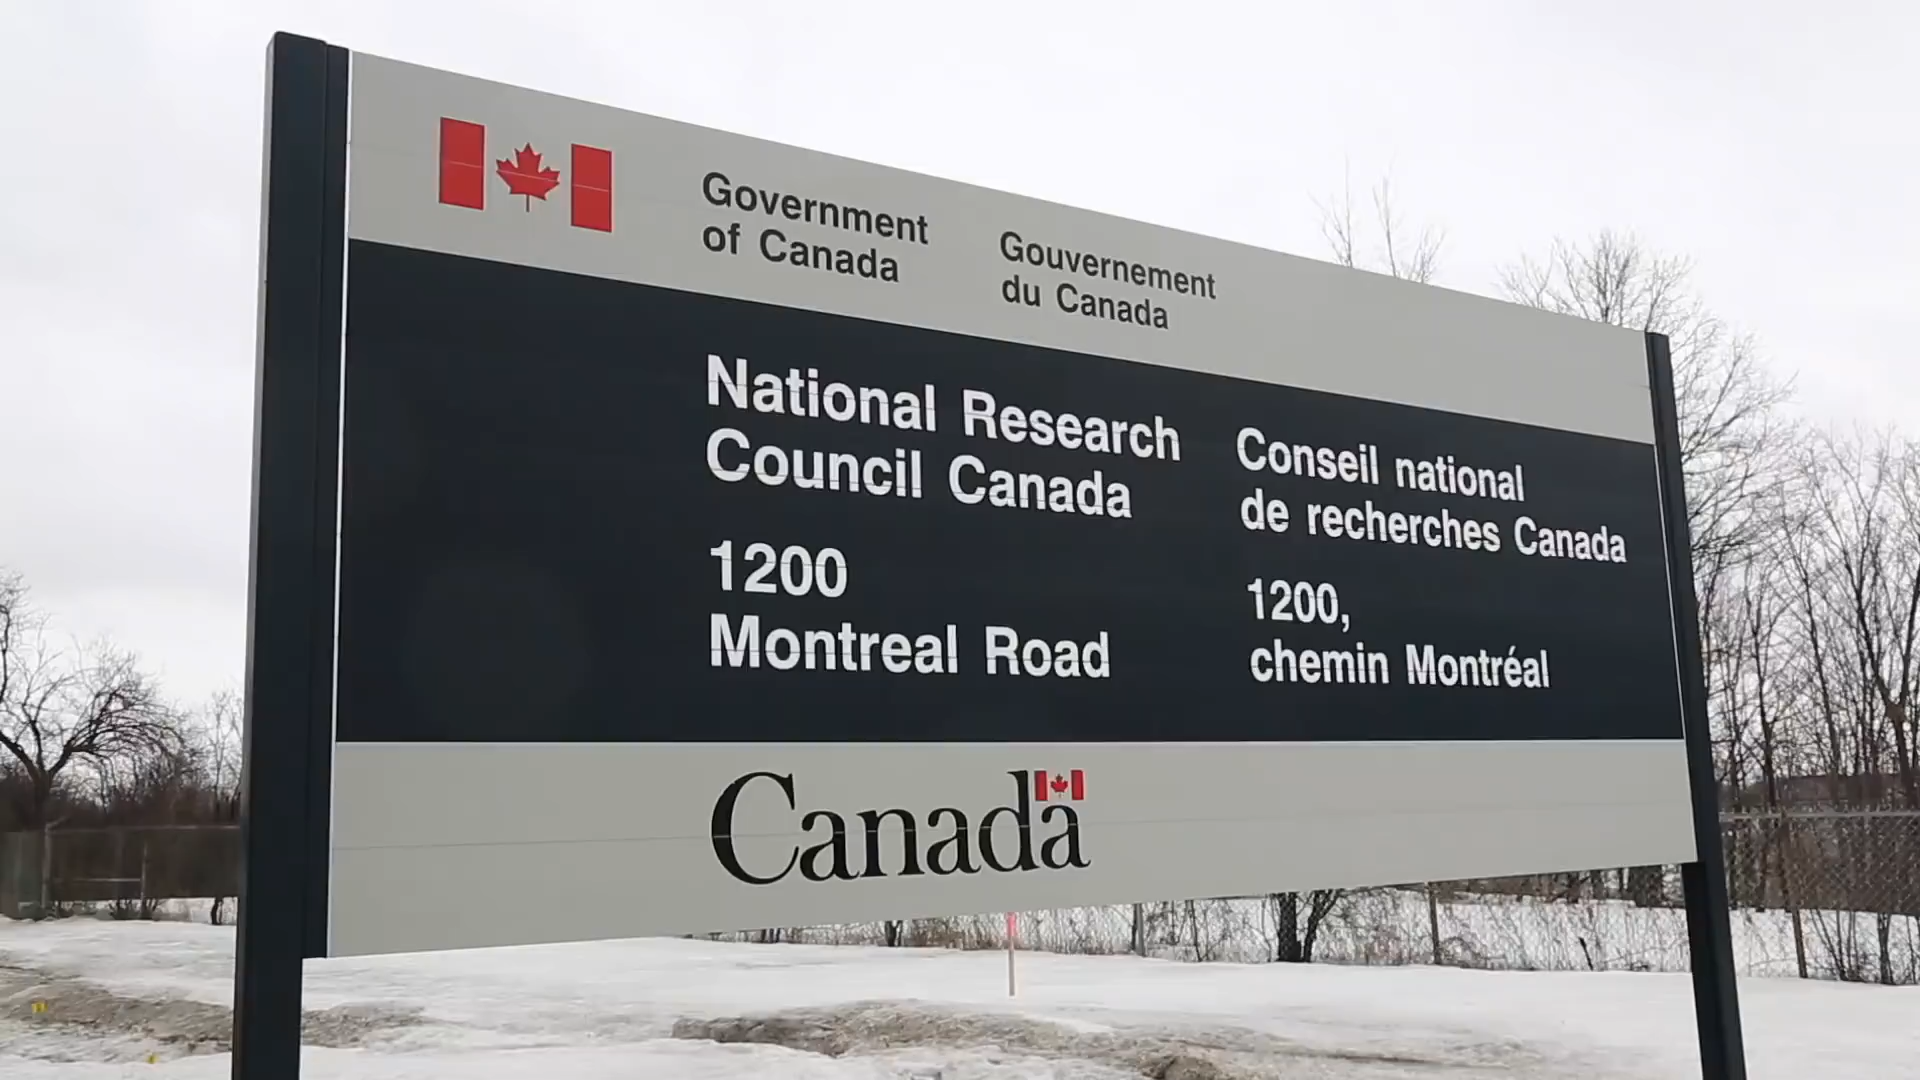 Government
of Canada
Gouvernement
du Canada
National Research
Council Canada
1200
Montreal Road
Conseil national
de recherches Canada
1200,
chemin Montréal
Canada